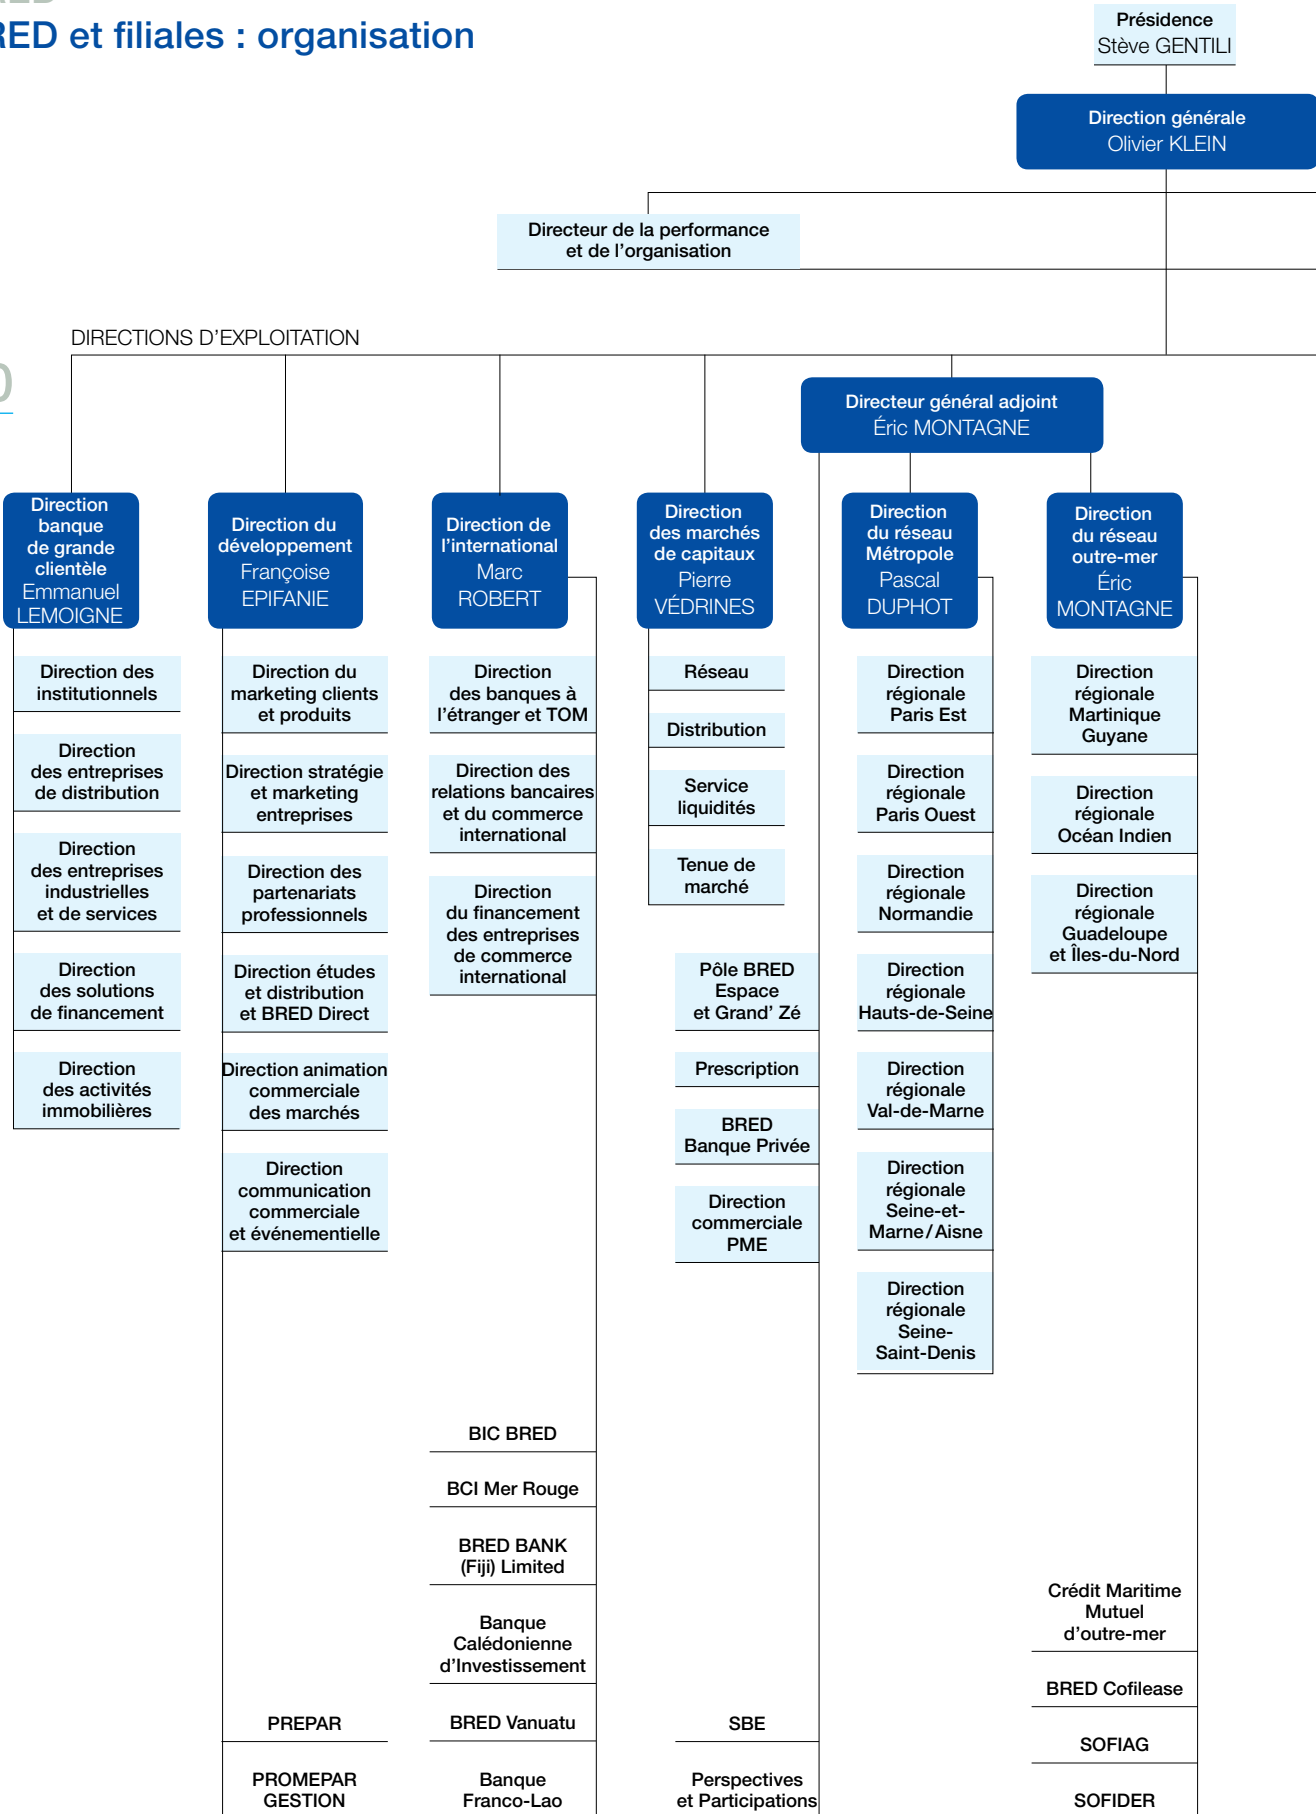 RED et filiales : organisation
Présidence
Stève GENTILI
Direction générale
Olivier KLEIN
Directeur de la performance
et de l’organisation
DIRECTIONS D’EXPLOITATION
Directeur général adjoint
Éric MONTAGNE
Direction
banque
de grande
clientèle
Emmanuel
LEMOIGNE
Direction du
développement
Françoise
EPIFANIE
Direction de
l’international
Marc
ROBERT
Direction
des marchés
de capitaux
Pierre
VÉDRINES
Direction
du réseau
Métropole
Pascal
DUPHOT
Direction
du réseau
outre-mer
Éric
MONTAGNE
Direction des
institutionnels
Direction
des entreprises
de distribution
Direction
des entreprises
industrielles
et de services
Direction
des solutions
de financement
Direction
des activités
immobilières
Direction du
marketing clients
et produits
Direction stratégie
et marketing
entreprises
Direction des
partenariats
professionnels
Direction études
et distribution
et BRED Direct
Direction animation
commerciale
des marchés
Direction
communication
commerciale
et événementielle
PREPAR
PROMEPAR
GESTION
Direction
des banques à
l’étranger et TOM
Direction des
relations bancaires
et du commerce
international
Direction
du financement
des entreprises
de commerce
international
BIC BRED
BCI Mer Rouge
BRED BANK
(Fiji) Limited
Banque
Calédonienne
d’Investissement
BRED Vanuatu
Banque
Franco-Lao
Réseau
Distribution
Service
liquidités
Tenue de
marché
Pôle BRED
Espace
et Grand’ Zé
Prescription
BRED
Banque Privée
Direction
commerciale
PME
SBE
Perspectives
et Participations
Direction
régionale
Paris Est
Direction
régionale
Paris Ouest
Direction
régionale
Normandie
Direction
régionale
Hauts-de-Seine
Direction
régionale
Val-de-Marne
Direction
régionale
Seine-et-
Marne/Aisne
Direction
régionale
Seine-
Saint-Denis
Direction
régionale
Martinique
Guyane
Direction
régionale
Océan Indien
Direction
régionale
Guadeloupe
et Îles-du-Nord
Crédit Maritime
Mutuel
d’outre-mer
BRED Cofilease
SOFIAG
SOFIDER